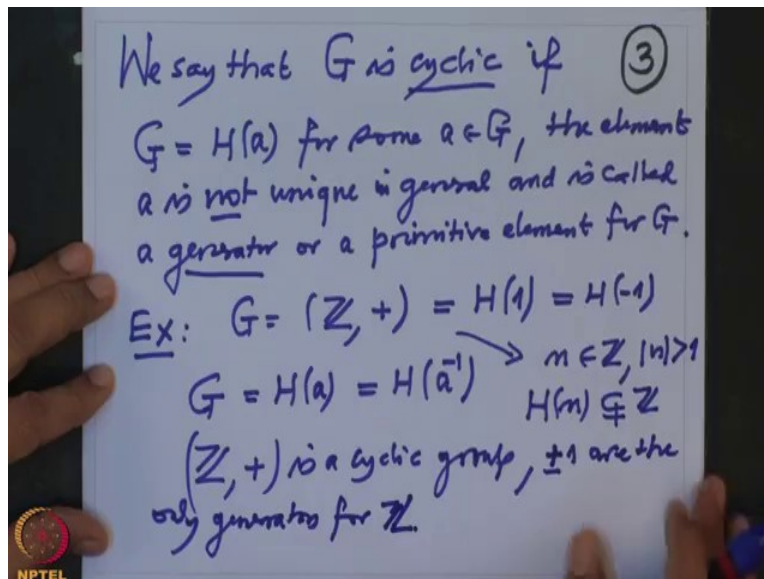 We say that G is cyclic if ③
G = H(a) for some a ∈ G, the elements
a is not unique in general and is called
a generator or a primitive element for G.
Ex: G = (ℤ, +) = H(1) = H(-1)
→ n ∈ ℤ, |n|>1
G = H(a) = H(a⁻¹) H(n) ⊊ ℤ
(ℤ, +) is a cyclic group, ±1 are the
only generators for ℤ.
NPTEL